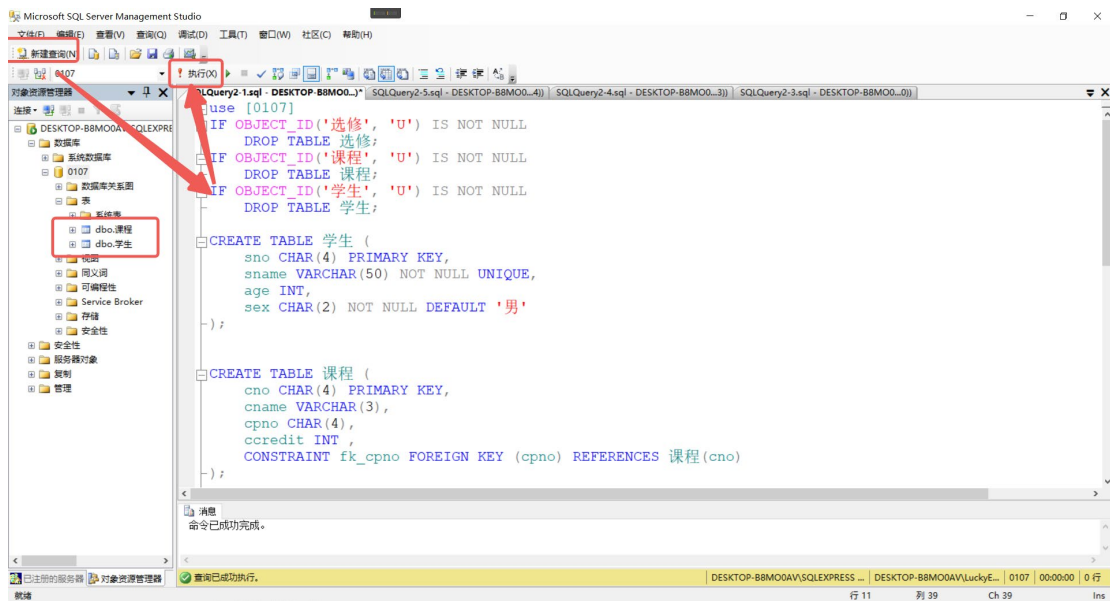 Microsoft SQL Server Management Studio
文件(F) 编辑(E) 查看(V) 查询(Q) 调试(D) 工具(T) 窗口(W) 社区(C) 帮助(H)
新建查询(N)
0107
执行(X)
对象资源管理器
SQLQuery2-1.sql - DESKTOP-B8MO0...)* SQLQuery2-5.sql - DESKTOP-B8MO0...4)) SQLQuery2-4.sql - DESKTOP-B8MO0...3)) SQLQuery2-3.sql - DESKTOP-B8MO0...0))
连接
DESKTOP-B8MO0AV\SQLEXPRE
数据库
系统数据库
0107
数据库关系图
表
系统表
dbo.课程
dbo.学生
视图
同义词
可编程性
Service Broker
存储
安全性
安全性
服务器对象
复制
管理
use [0107]
IF OBJECT_ID('选修', 'U') IS NOT NULL
DROP TABLE 选修;
IF OBJECT_ID('课程', 'U') IS NOT NULL
DROP TABLE 课程;
IF OBJECT_ID('学生', 'U') IS NOT NULL
DROP TABLE 学生;
CREATE TABLE 学生 (
sno CHAR(4) PRIMARY KEY,
sname VARCHAR(50) NOT NULL UNIQUE,
age INT,
sex CHAR(2) NOT NULL DEFAULT '男'
);
CREATE TABLE 课程 (
cno CHAR(4) PRIMARY KEY,
cname VARCHAR(3),
cpno CHAR(4),
ccredit INT ,
CONSTRAINT fk_cpno FOREIGN KEY (cpno) REFERENCES 课程(cno)
);
消息
命令已成功完成。
已注册的服务器 对象资源管理器
查询已成功执行。
DESKTOP-B8MO0AV\SQLEXPRESS ... DESKTOP-B8MO0AV\LuckyE... 0107 00:00:00 0 行
就绪
行 11 列 39 Ch 39 Ins